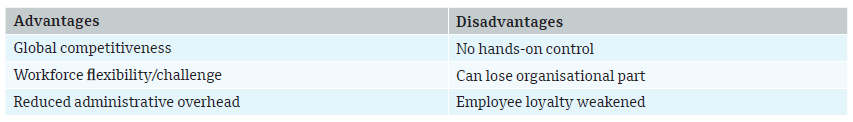 Advantages Disadvantages
Global competitiveness No hands-on control
Workforce flexibility/challenge Can lose organisational part
Reduced administrative overhead Employee loyalty weakened